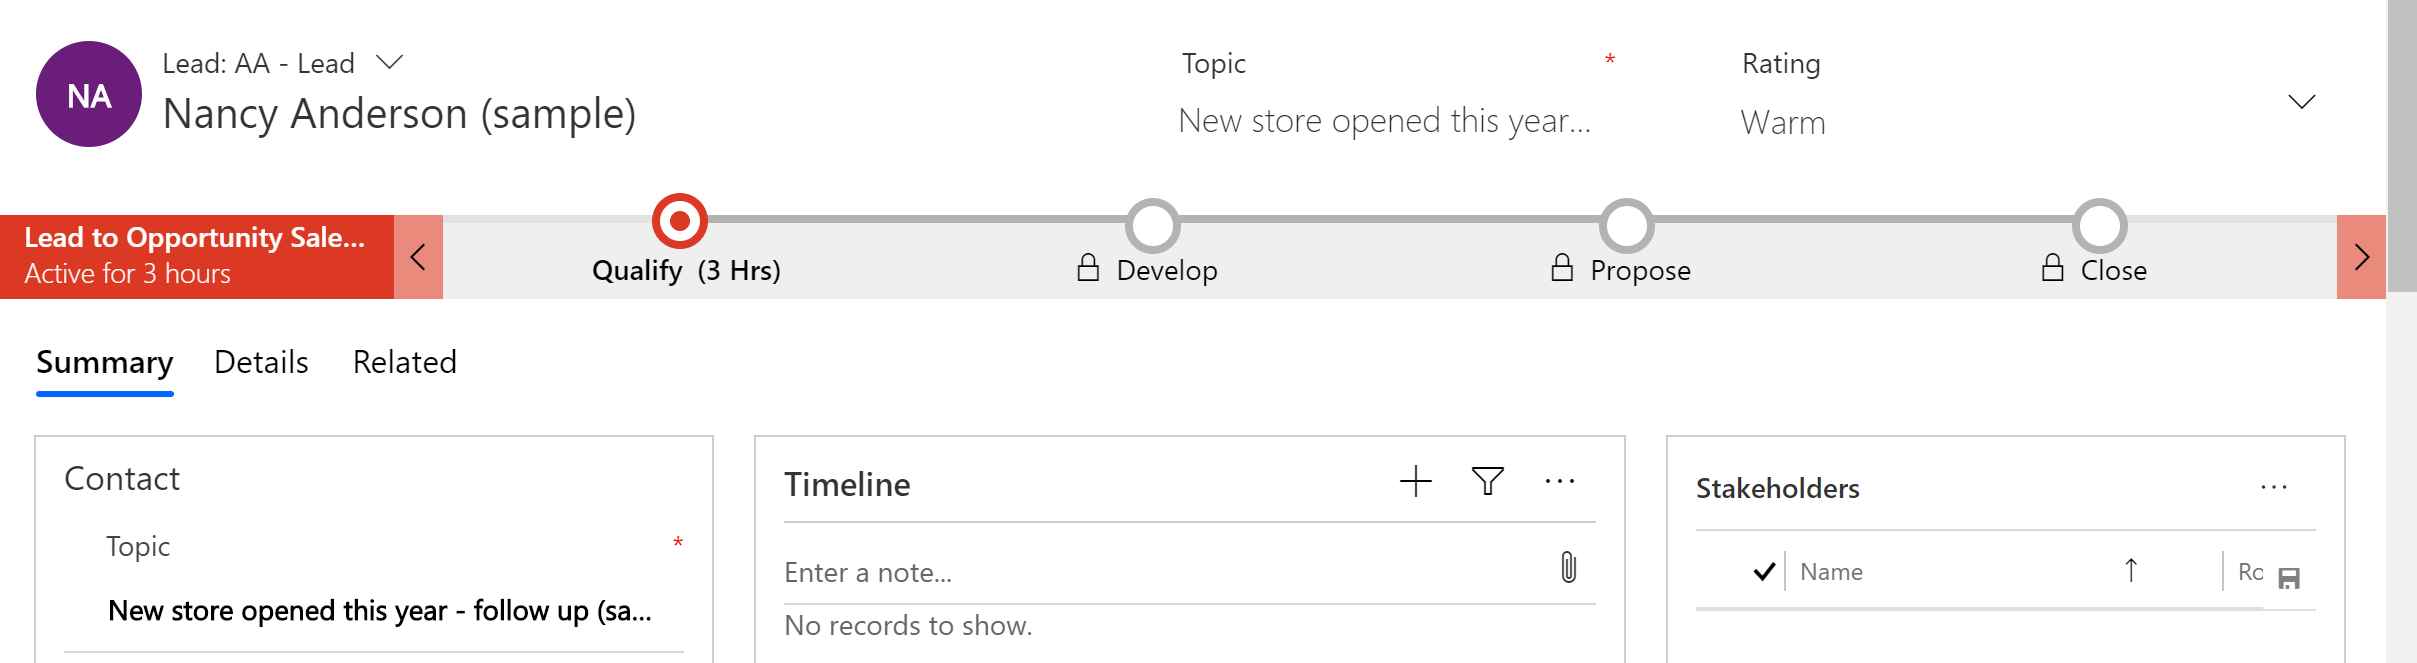 NA
Lead: AA - Lead
Nancy Anderson (sample)
Topic *
New store opened this year...
Rating
Warm
Lead to Opportunity Sale...
Active for 3 hours
Qualify (3 Hrs)
Develop
Propose
Close
Summary Details Related
Contact
Topic *
New store opened this year - follow up (sa...
Timeline
Enter a note...
No records to show.
Stakeholders
Name
Ro